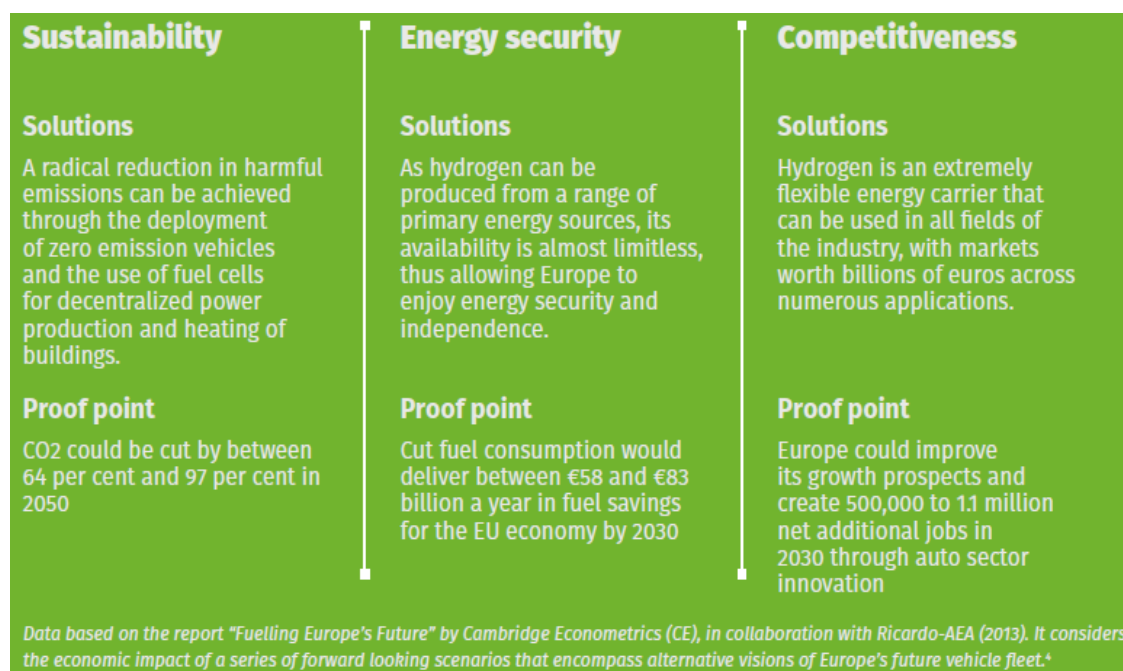 Sustainability
Solutions
A radical reduction in harmful
emissions can be achieved
through the deployment
of zero emission vehicles
and the use of fuel cells
for decentralized power
production and heating of
buildings.
Proof point
CO2 could be cut by between
64 per cent and 97 per cent in
2050
Energy security
Solutions
As hydrogen can be
produced from a range of
primary energy sources, its
availability is almost limitless,
thus allowing Europe to
enjoy energy security and
independence.
Proof point
Cut fuel consumption would
deliver between €58 and €83
billion a year in fuel savings
for the EU economy by 2030
Competitiveness
Solutions
Hydrogen is an extremely
flexible energy carrier that
can be used in all fields of
the industry, with markets
worth billions of euros across
numerous applications.
Proof point
Europe could improve
its growth prospects and
create 500,000 to 1.1 million
net additional jobs in
2030 through auto sector
innovation
Data based on the report “Fuelling Europe’s Future” by Cambridge Econometrics (CE), in collaboration with Ricardo-AEA (2013). It considers
the economic impact of a series of forward looking scenarios that encompass alternative visions of Europe’s future vehicle fleet.⁴